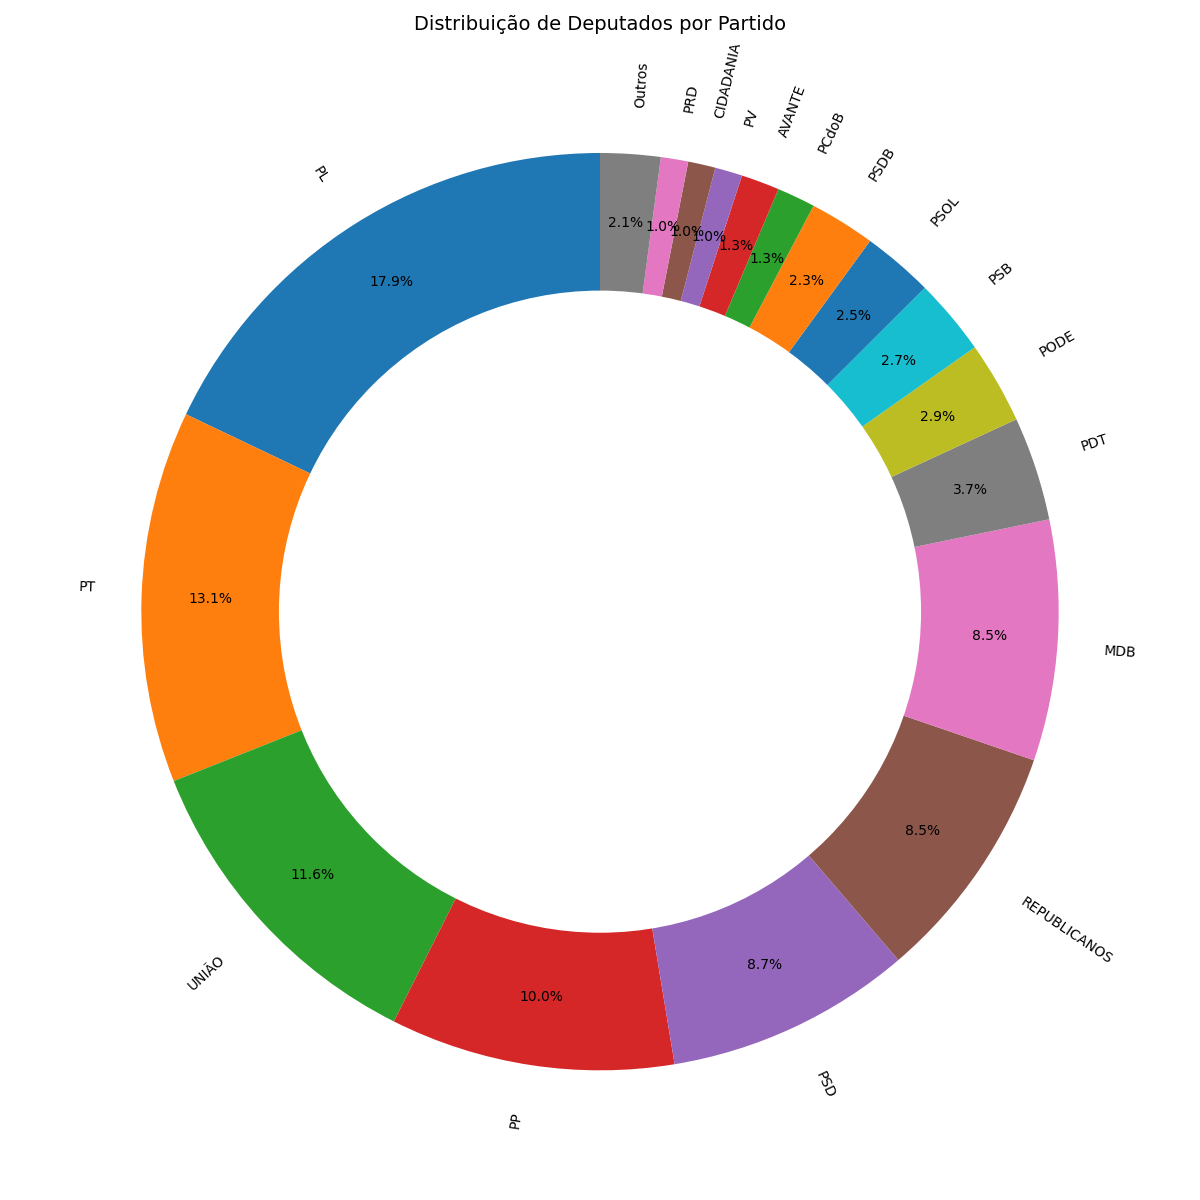 Distribuição de Deputados por Partido
Outros
PRD
CIDADANIA
PV
AVANTE
PCdoB
PSDB
PSOL
PSB
PODE
PDT
MDB
REPUBLICANOS
PSD
PP
UNIÃO
PT
PL
2.1%
1.0%
1.0%
1.0%
1.3%
1.3%
2.3%
2.5%
2.7%
2.9%
3.7%
8.5%
8.5%
8.7%
10.0%
11.6%
13.1%
17.9%